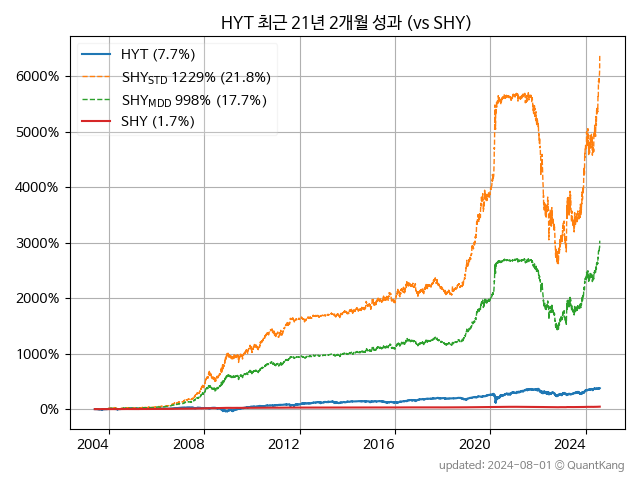 HYT 최근 21년 2개월 성과 (vs SHY)
HYT (7.7%)
SHY_STD 1229% (21.8%)
SHY_MDD 998% (17.7%)
SHY (1.7%)
6000%
5000%
4000%
3000%
2000%
1000%
0%
2004 2008 2012 2016 2020 2024
updated: 2024-08-01 © QuantKang